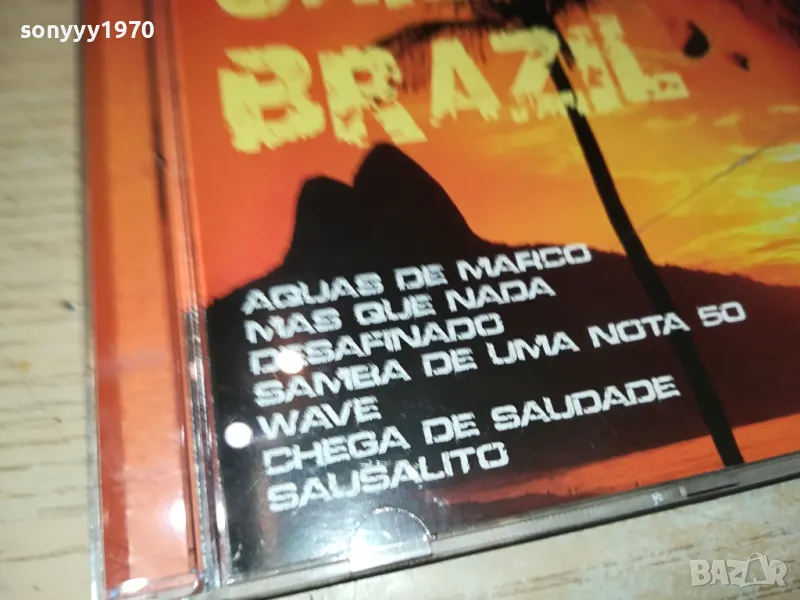 sonyyy1970
BRAZIL
AQUAS DE MARCO
MAS QUE NADA
DESAFINADO
SAMBA DE UMA NOTA 50
WAVE
CHEGA DE SAUDADE
SAUSALITO
BAZAR